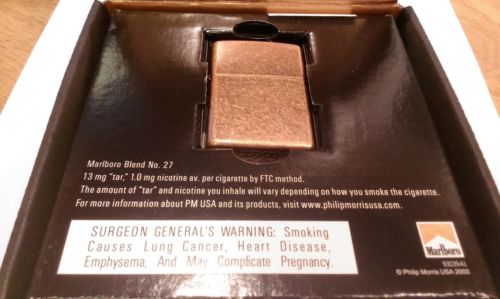 Marlboro Blend No. 27
13 mg "tar," 1.0 mg nicotine av. per cigarette by FTC method.
The amount of "tar" and nicotine you inhale will vary depending on how you smoke the cigarette.
For more information about PM USA and its products, visit www.philipmorrisusa.com.
SURGEON GENERAL'S WARNING: Smoking
Causes Lung Cancer, Heart Disease,
Emphysema, And May Complicate Pregnancy.
Marlboro
© Philip Morris USA 2003